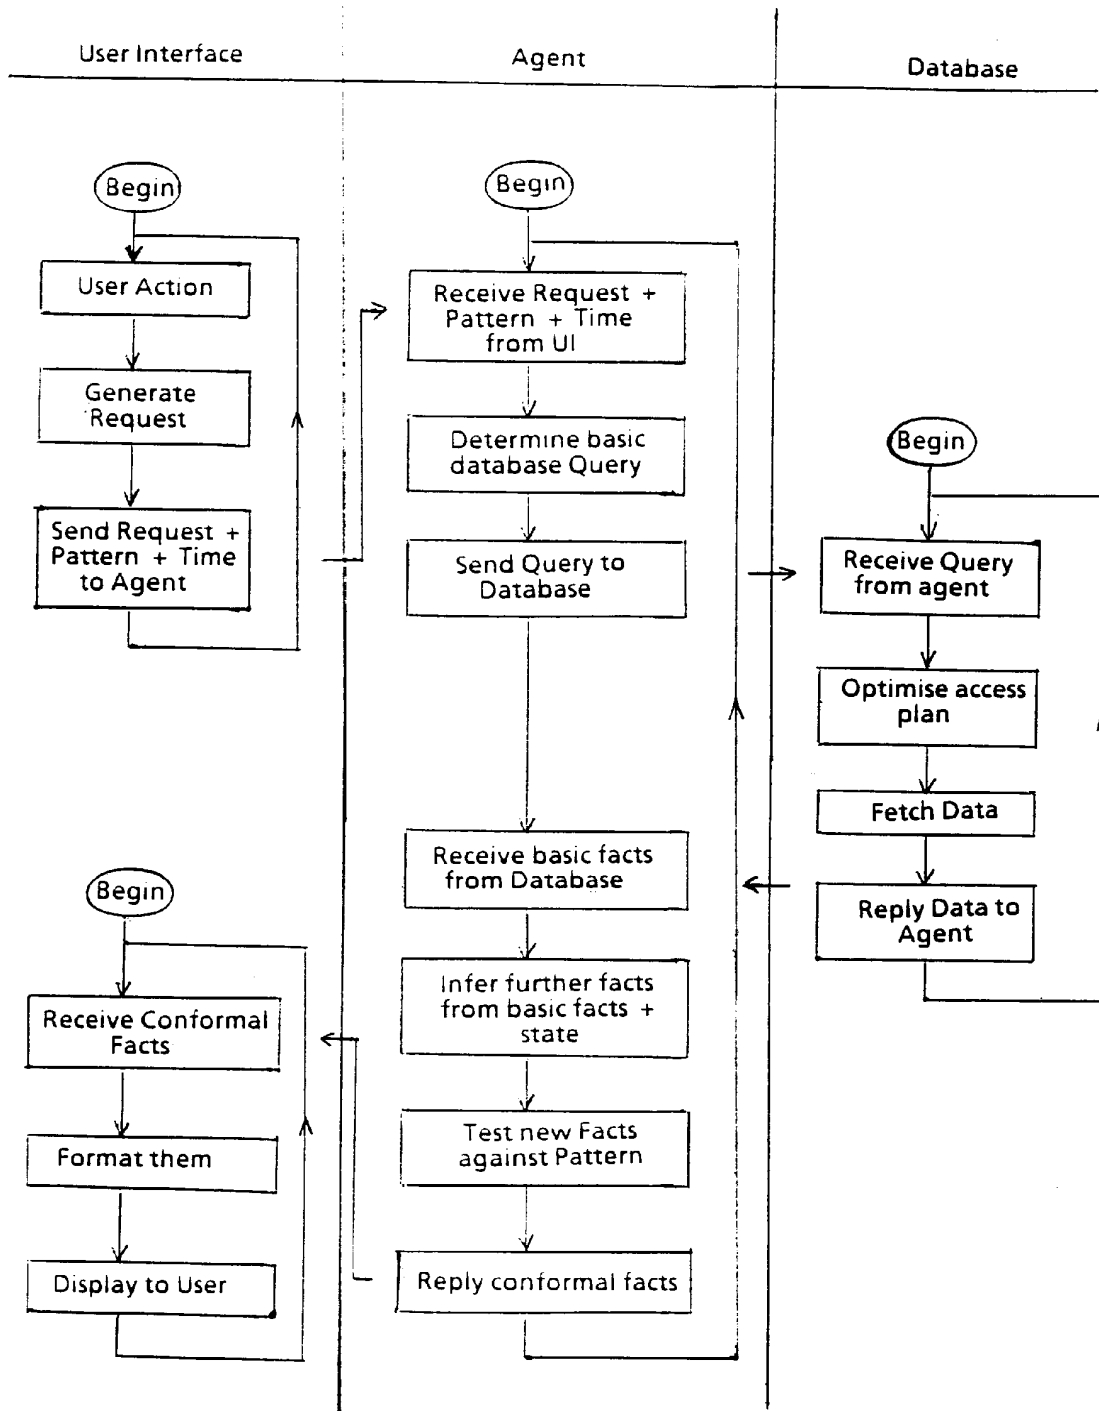 User Interface
Agent
Database
Begin
User Action
Generate
Request
Send Request +
Pattern + Time
to Agent
Begin
Receive Conformal
Facts
Format them
Display to User
Begin
Receive Request +
Pattern + Time
from UI
Determine basic
database Query
Send Query to
Database
Receive basic facts
from Database
Infer further facts
from basic facts +
state
Test new Facts
against Pattern
Reply conformal facts
Begin
Receive Query
from agent
Optimise access
plan
Fetch Data
Reply Data to
Agent